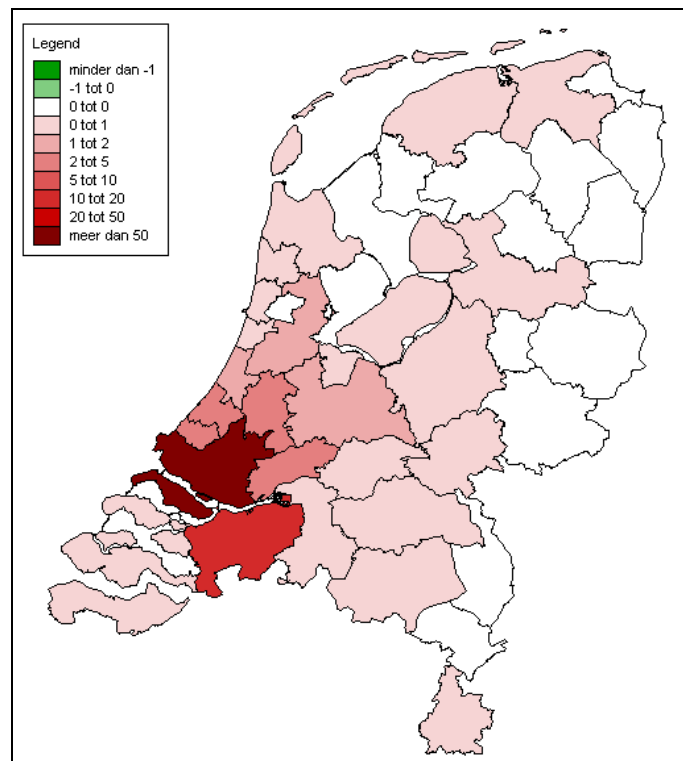 Legend
minder dan -1
-1 tot 0
0 tot 0
0 tot 1
1 tot 2
2 tot 5
5 tot 10
10 tot 20
20 tot 50
meer dan 50